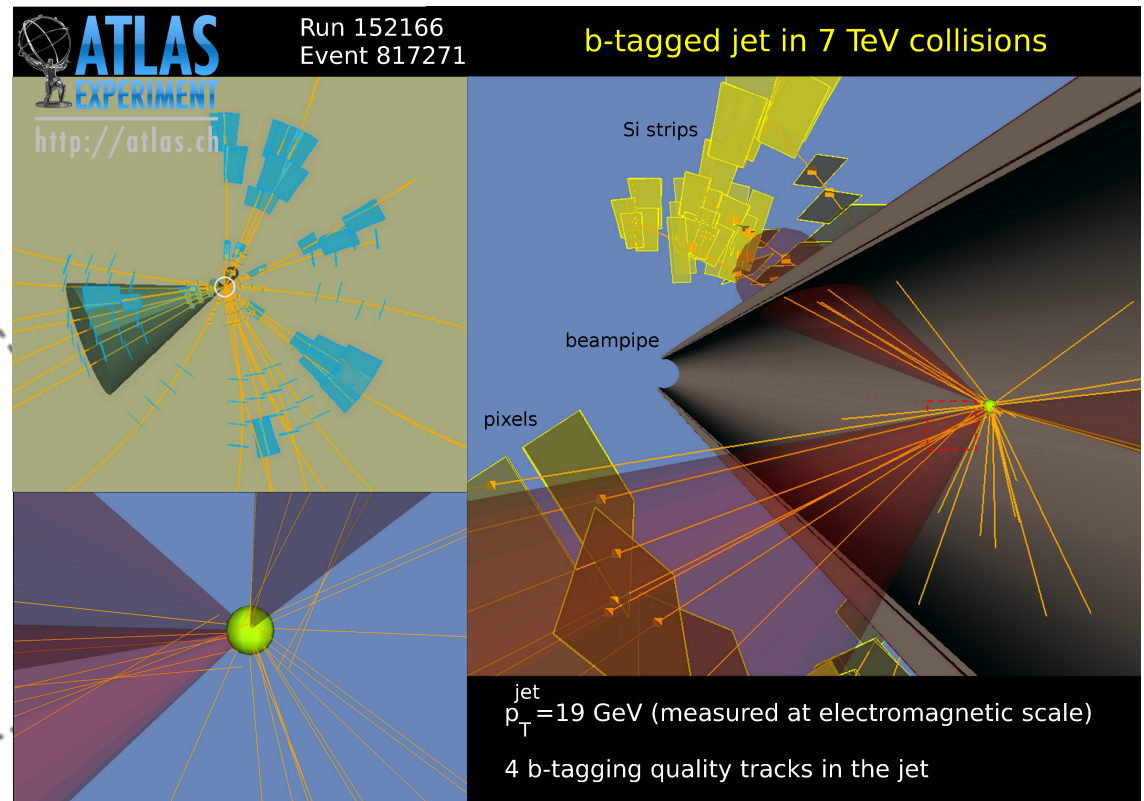 ATLAS
EXPERIMENT
http://atlas.ch
Run 152166
Event 817271
b-tagged jet in 7 TeV collisions
Si strips
beampipe
pixels
p_T^jet=19 GeV (measured at electromagnetic scale)
4 b-tagging quality tracks in the jet